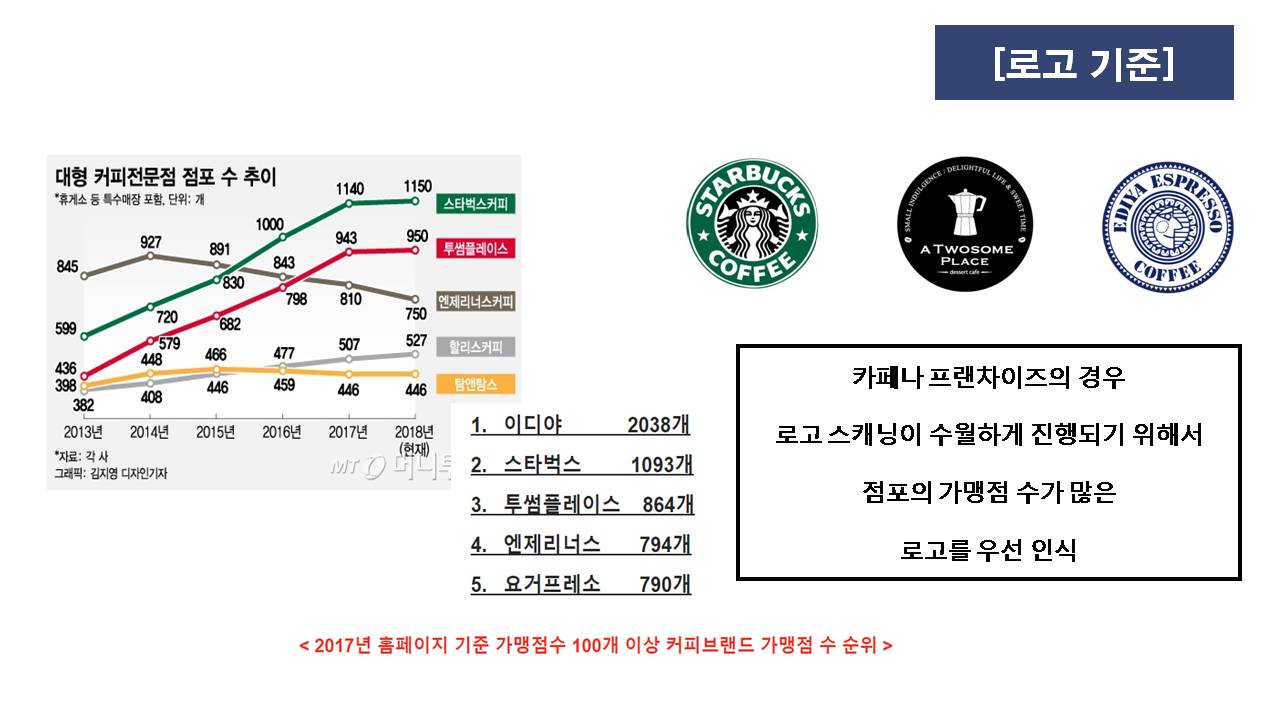 [로고 기준]
대형 커피전문점 점포 수 추이
*휴게소 등 특수매장 포함, 단위: 개
1140 1150
스타벅스커피
1000
927
943 950
투썸플레이스
891
845
843
830
798
810
엔제리너스커피
750
720
682
599
579
507 527
할리스커피
477
466
448
436
398
446 459 446 446
탐앤탐스
408
382
2013년 2014년 2015년 2016년 2017년 2018년
(현재)
*자료: 각 사
그래픽: 김지영 디자인기자
MT
STARBUCKS
COFFEE
SMALL INDULGENCE / DELIGHTFUL LIFE & SWEET TIME
A TWOSOME
PLACE
dessert cafe
EDIYA ESPRESSO
COFFEE
카페나 프랜차이즈의 경우
로고 스캐닝이 수월하게 진행되기 위해서
점포의 가맹점 수가 많은
로고를 우선 인식
1. 이디야 2038개
2. 스타벅스 1093개
3. 투썸플레이스 864개
4. 엔제리너스 794개
5. 요거프레소 790개
< 2017년 홈페이지 기준 가맹점수 100개 이상 커피브랜드 가맹점 수 순위 >